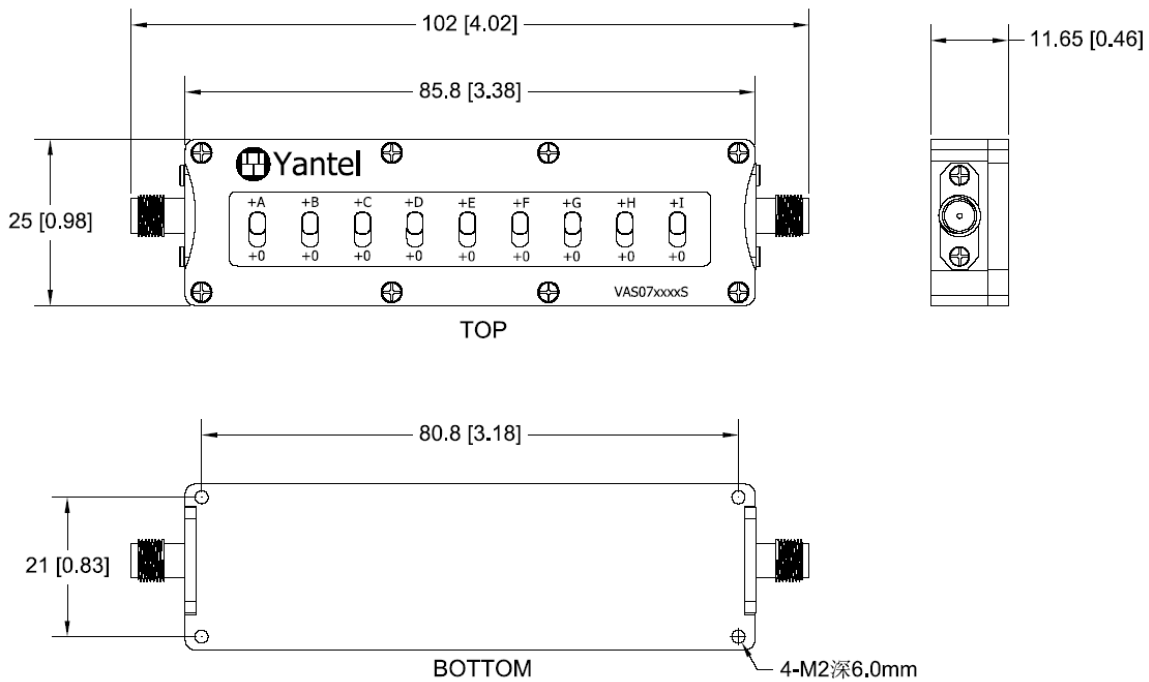 102 [4.02]
11.65 [0.46]
85.8 [3.38]
Yantel
25 [0.98]
+A +B +C +D +E +F +G +H +I
+0 +0 +0 +0 +0 +0 +0 +0 +0
VAS07xxxxS
TOP
80.8 [3.18]
21 [0.83]
BOTTOM
4-M2深6.0mm